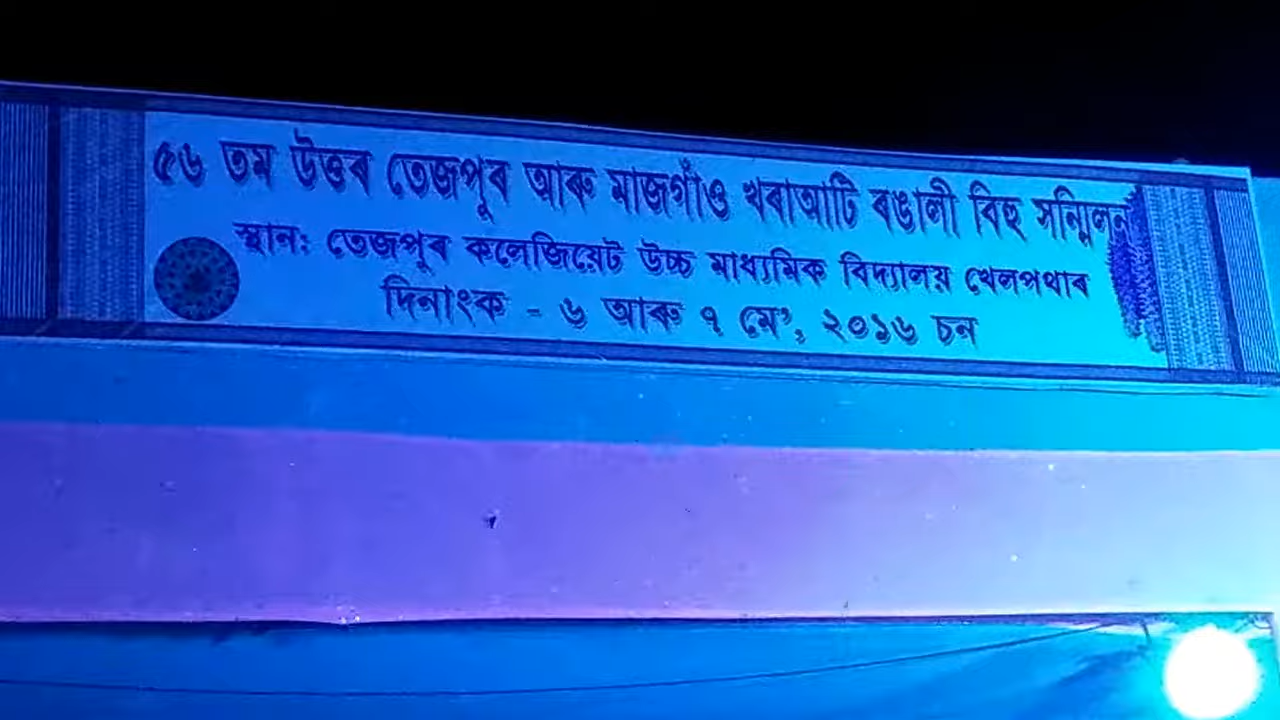 ৫৬ তম উত্তৰ তেজপুৰ আৰু মাজগাঁও খৰাআটি ৰঙালী বিহু সন্মিলন
স্থান: তেজপুৰ কলেজিয়েট উচ্চ মাধ্যমিক বিদ্যালয় খেলপথাৰ
দিনাংক - ৬ আৰু ৭ মে’, ২০১৬ চন